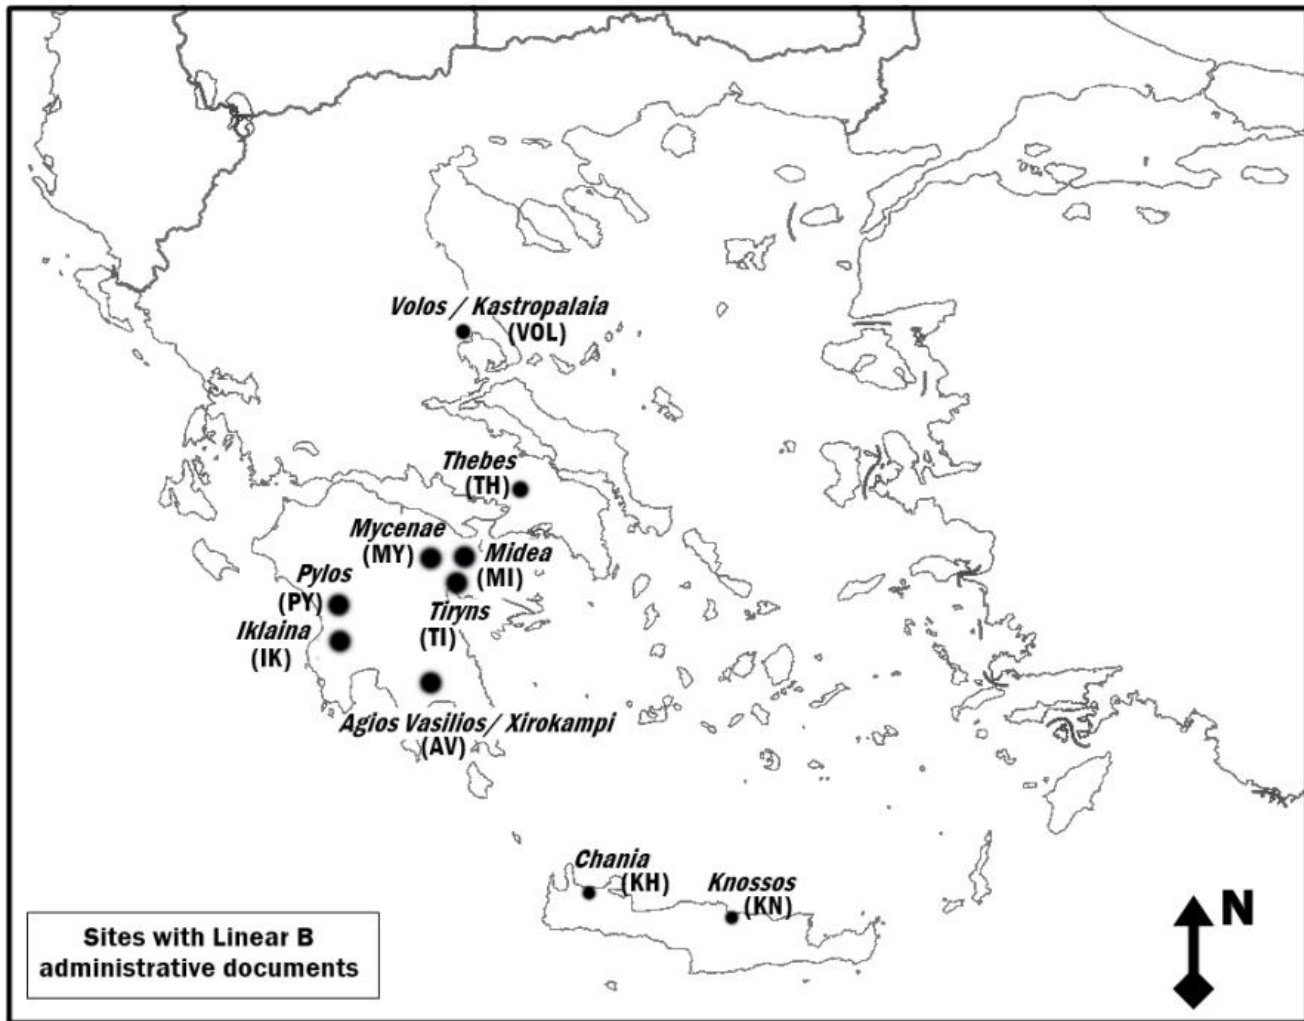 Volos / Kastropalaia
(VOL)
Thebes
(TH)
Mycenae
(MY)
Midea
(MI)
Pylos
(PY)
Tiryns
(TI)
Iklaina
(IK)
Agios Vasilios/ Xirokampi
(AV)
Chania
(KH)
Knossos
(KN)
N
Sites with Linear B
administrative documents